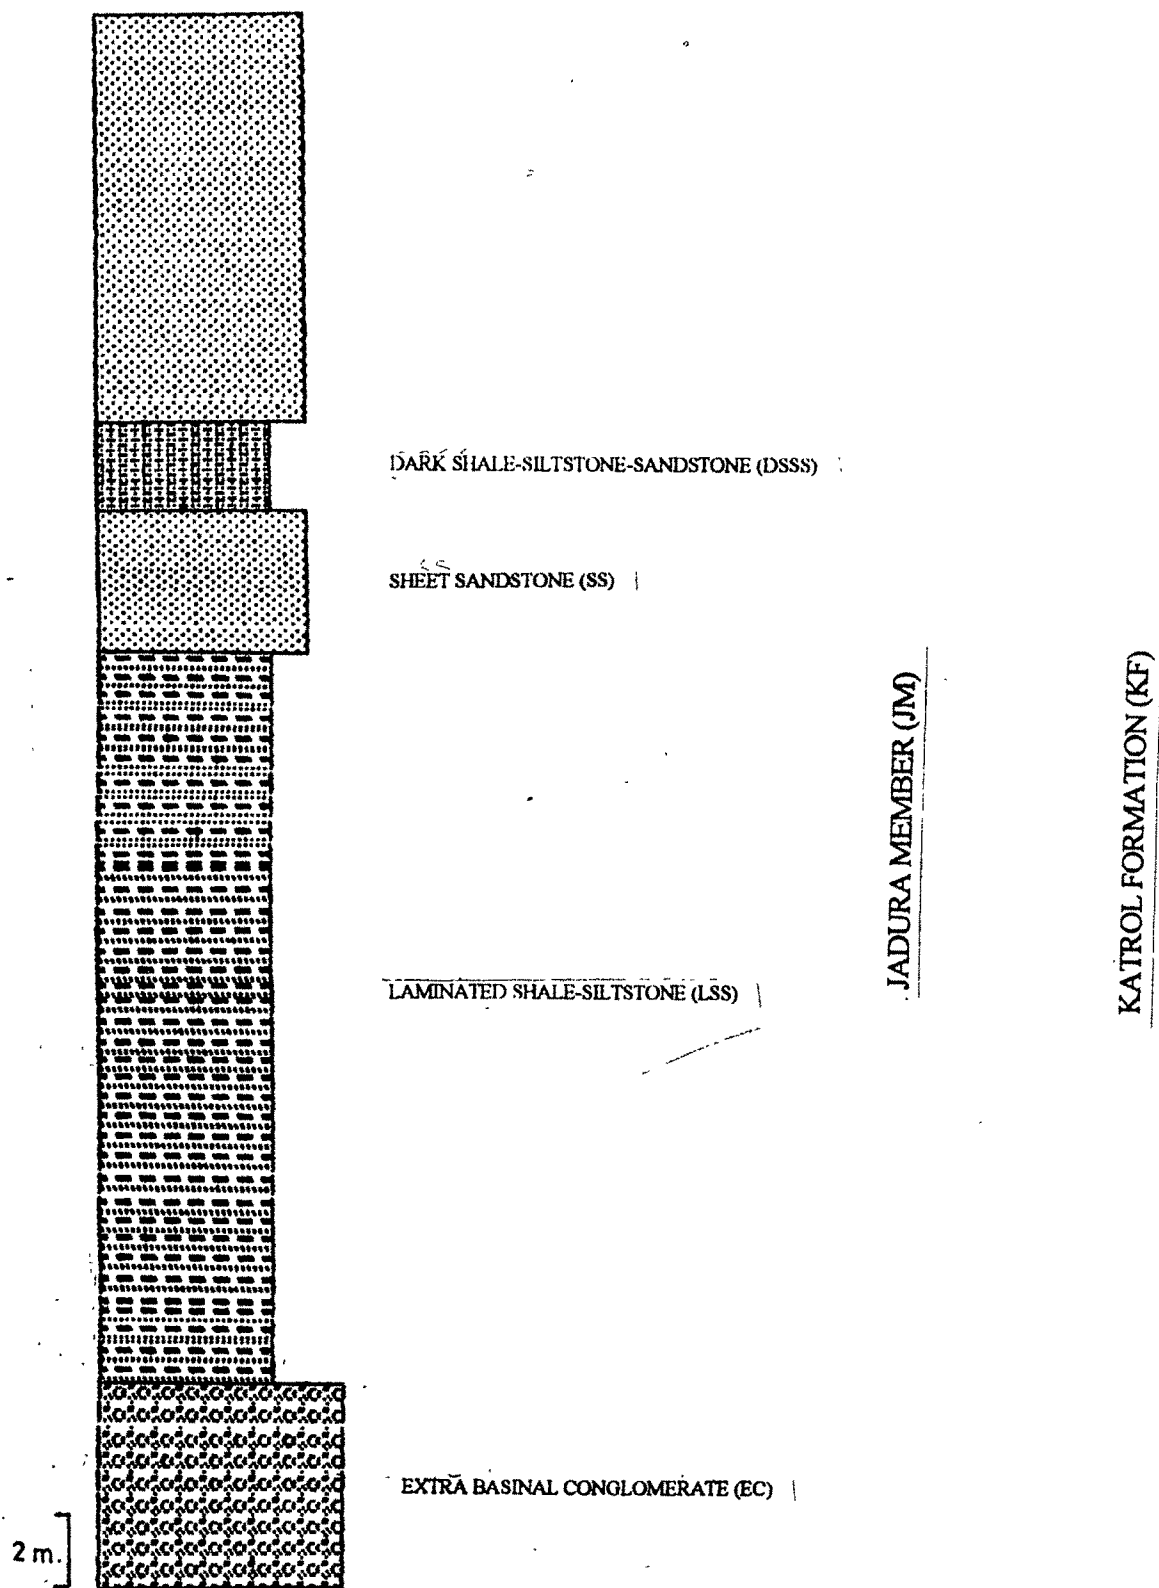 DARK SHALE-SILTSTONE-SANDSTONE (DSSS)
SHEET SANDSTONE (SS)
JADURA MEMBER (JM)
KATROL FORMATION (KF)
LAMINATED SHALE-SILTSTONE (LSS)
EXTRA BASINAL CONGLOMERATE (EC)
2 m.